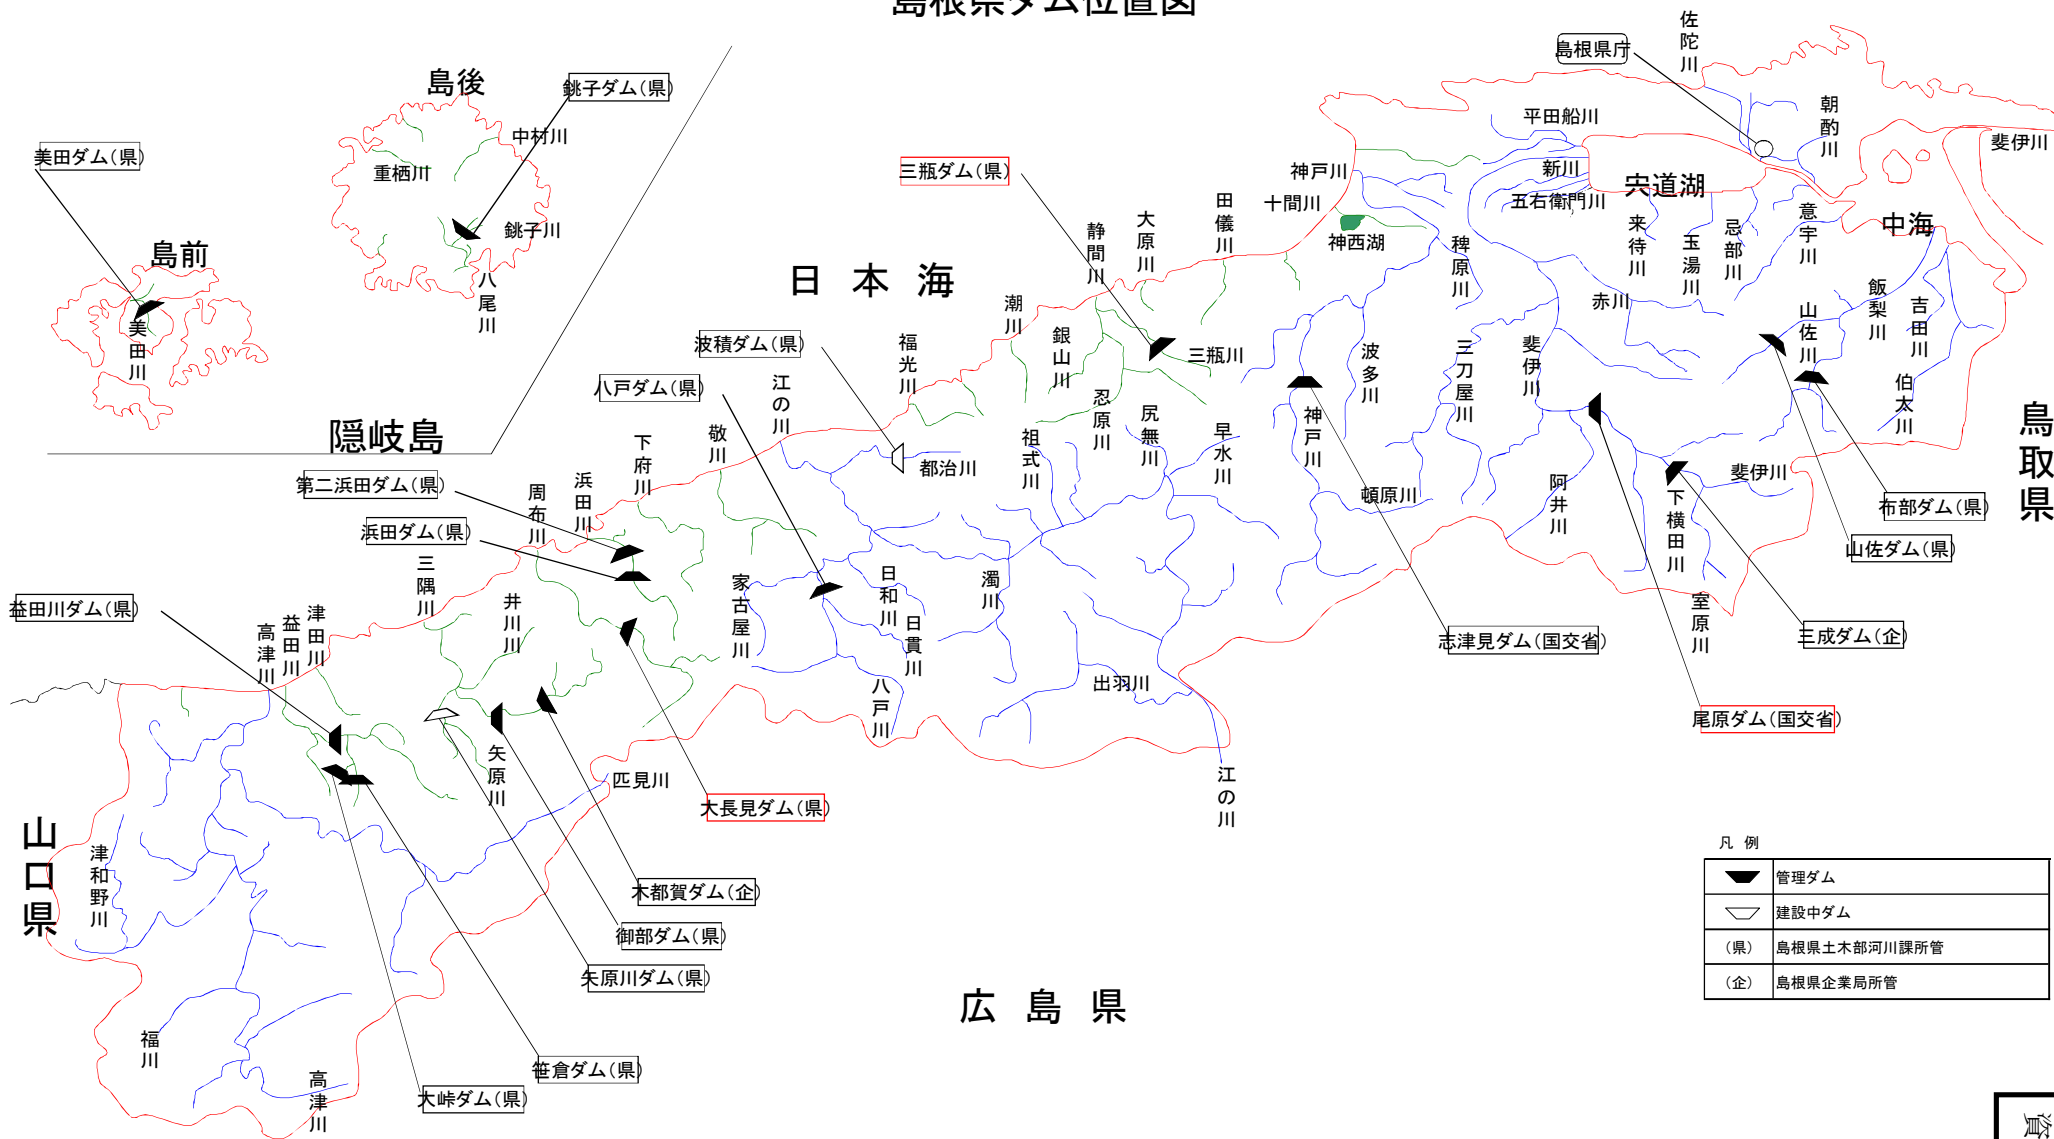 島根県ダム位置図
佐陀川
島根県庁
島後
銚子ダム（県）
朝酌川
平田船川
中村川
斐伊川
美田ダム（県）
重栖川
三瓶ダム（県）
神戸川
新川
宍道湖
十間川
五右衛門川
田儀川
大原川
静間川
銚子川
神西湖
稗原川
来待川
玉湯川
忌部川
意宇川
中海
島前
八尾川
日本海
潮川
赤川
山佐川
飯梨川
吉田川
美田川
波積ダム（県）
福光川
銀山川
三瓶川
波多川
三刀屋川
斐伊川
八戸ダム（県）
江の川
忍原川
尻無川
早水川
神戸川
伯太川
鳥取県
隠岐島
下府川
敬川
都治川
祖式川
第二浜田ダム（県）
周布川
浜田川
頓原川
阿井川
下横田川
斐伊川
布部ダム（県）
浜田ダム（県）
山佐ダム（県）
三隅川
井川川
家古屋川
日和川
日貫川
濁川
益田川ダム（県）
高津川
益田川
津田川
志津見ダム（国交省）
室原川
三成ダム（企）
八戸川
出羽川
尾原ダム（国交省）
矢原川
匹見川
大長見ダム（県）
江の川
山口県
津和野川
木都賀ダム（企）
御部ダム（県）
矢原川ダム（県）
広島県
福川
高津川
笹倉ダム（県）
大峠ダム（県）
凡例
管理ダム
建設中ダム
（県） 島根県土木部河川課所管
（企） 島根県企業局所管
資